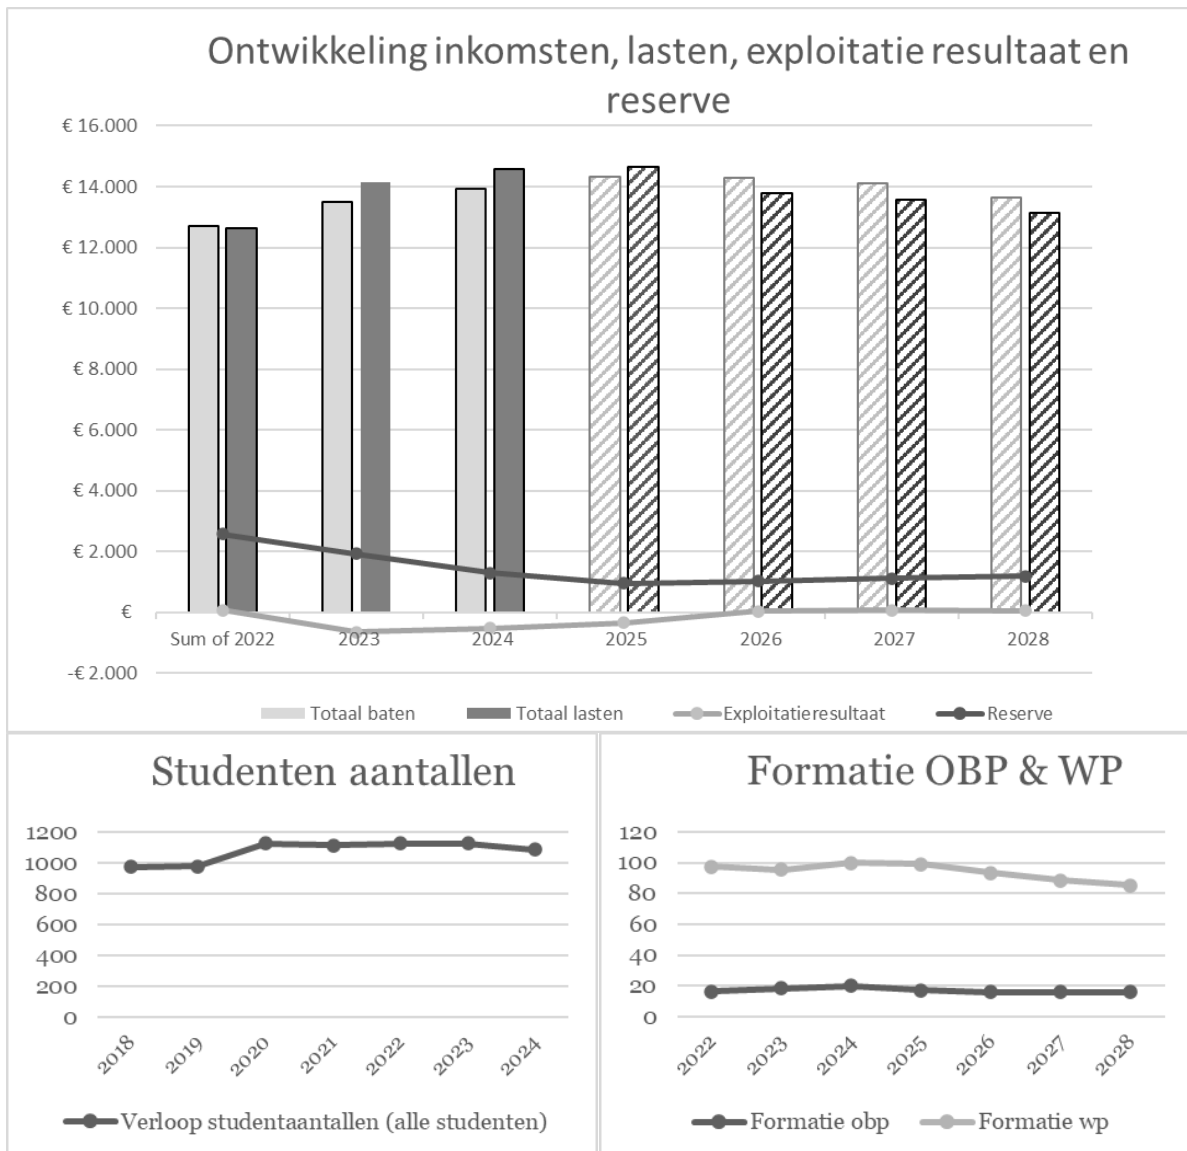 Ontwikkeling inkomsten, lasten, exploitatie resultaat en
reserve
€ 16.000
€ 14.000
€ 12.000
€ 10.000
€ 8.000
€ 6.000
€ 4.000
€ 2.000
€
-€ 2.000
Sum of 2022 2023 2024 2025 2026 2027 2028
Totaal baten Totaal lasten Exploitatieresultaat Reserve
Studenten aantallen
1200
1000
800
600
400
200
0
2018 2019 2020 2021 2022 2023 2024
Verloop studentaantallen (alle studenten)
Formatie OBP & WP
120
100
80
60
40
20
0
2022 2023 2024 2025 2026 2027 2028
Formatie obp Formatie wp